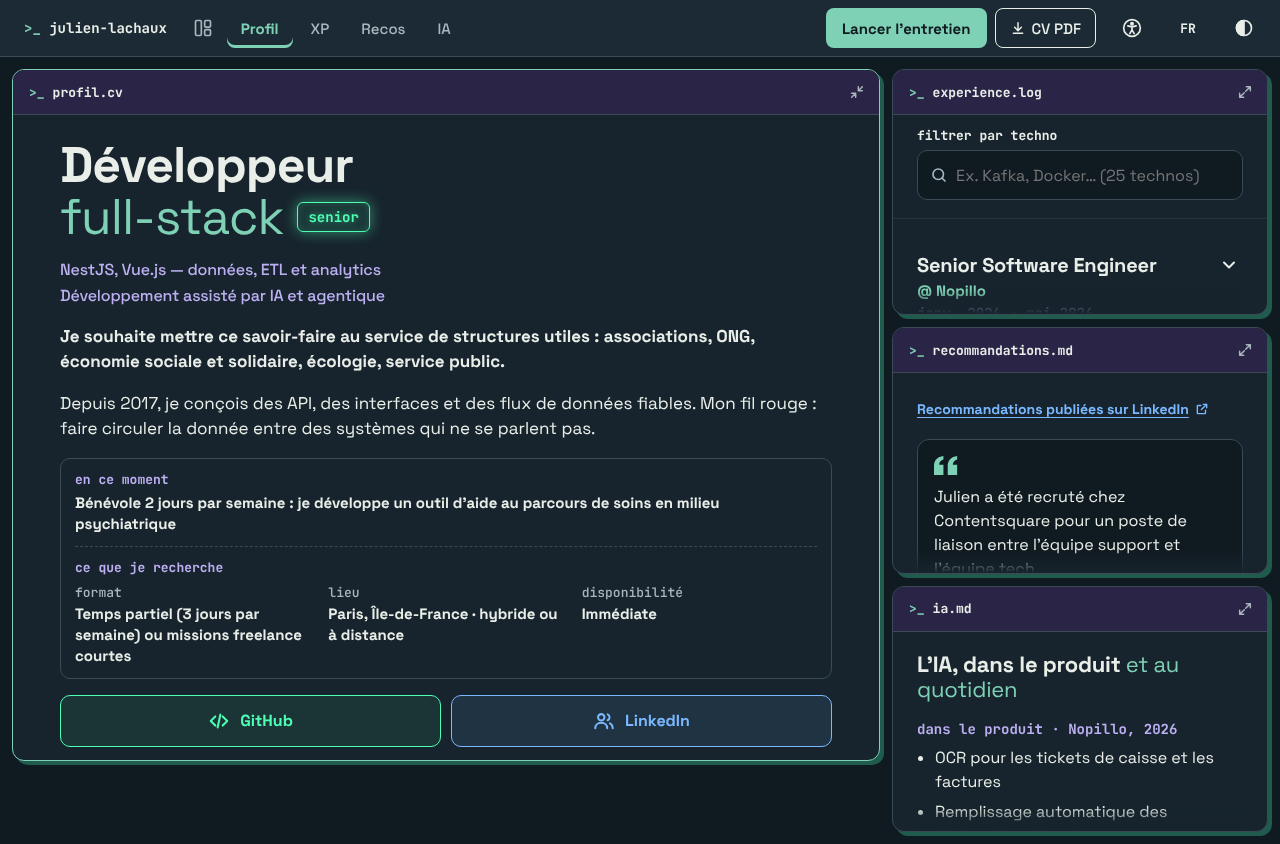 >_ julien-lachaux
Profil
XP
Recos
IA
Lancer l'entretien
CV PDF
FR
>_ profil.cv
Développeur
full-stack senior
NestJS, Vue.js — données, ETL et analytics
Développement assisté par IA et agentique
Je souhaite mettre ce savoir-faire au service de structures utiles : associations, ONG,
économie sociale et solidaire, écologie, service public.
Depuis 2017, je conçois des API, des interfaces et des flux de données fiables. Mon fil rouge :
faire circuler la donnée entre des systèmes qui ne se parlent pas.
en ce moment
Bénévole 2 jours par semaine : je développe un outil d'aide au parcours de soins en milieu
psychiatrique
ce que je recherche
format
Temps partiel (3 jours par
semaine) ou missions freelance
courtes
lieu
Paris, Île-de-France · hybride ou
à distance
disponibilité
Immédiate
GitHub
LinkedIn
>_ experience.log
filtrer par techno
Ex. Kafka, Docker… (25 technos)
Senior Software Engineer
@ Nopillo
>_ recommandations.md
Recommandations publiées sur LinkedIn
Julien a été recruté chez
Contentsquare pour un poste de
liaison entre l'équipe support et
l'équipe tech
>_ ia.md
L'IA, dans le produit et au
quotidien
dans le produit · Nopillo, 2026
• OCR pour les tickets de caisse et les
factures
• Remplissage automatique des